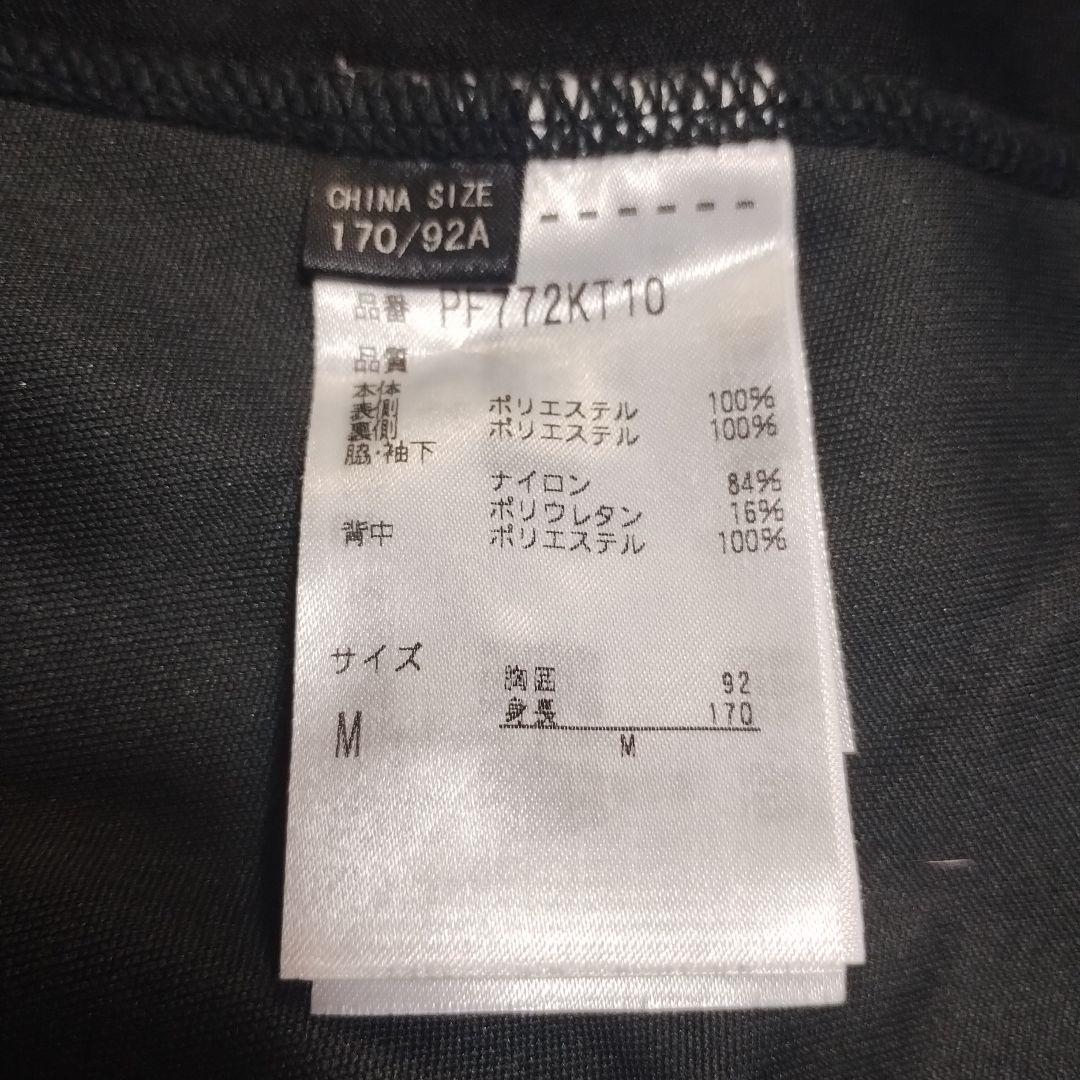 CHINA SIZE
170/92A
------
品番 PF772KT10
品質
本体
表側 ポリエステル 100%
裏側 ポリエステル 100%
脇・袖下
ナイロン 84%
ポリウレタン 16%
背中 ポリエステル 100%
サイズ
胸囲 92
身長 170
M
M